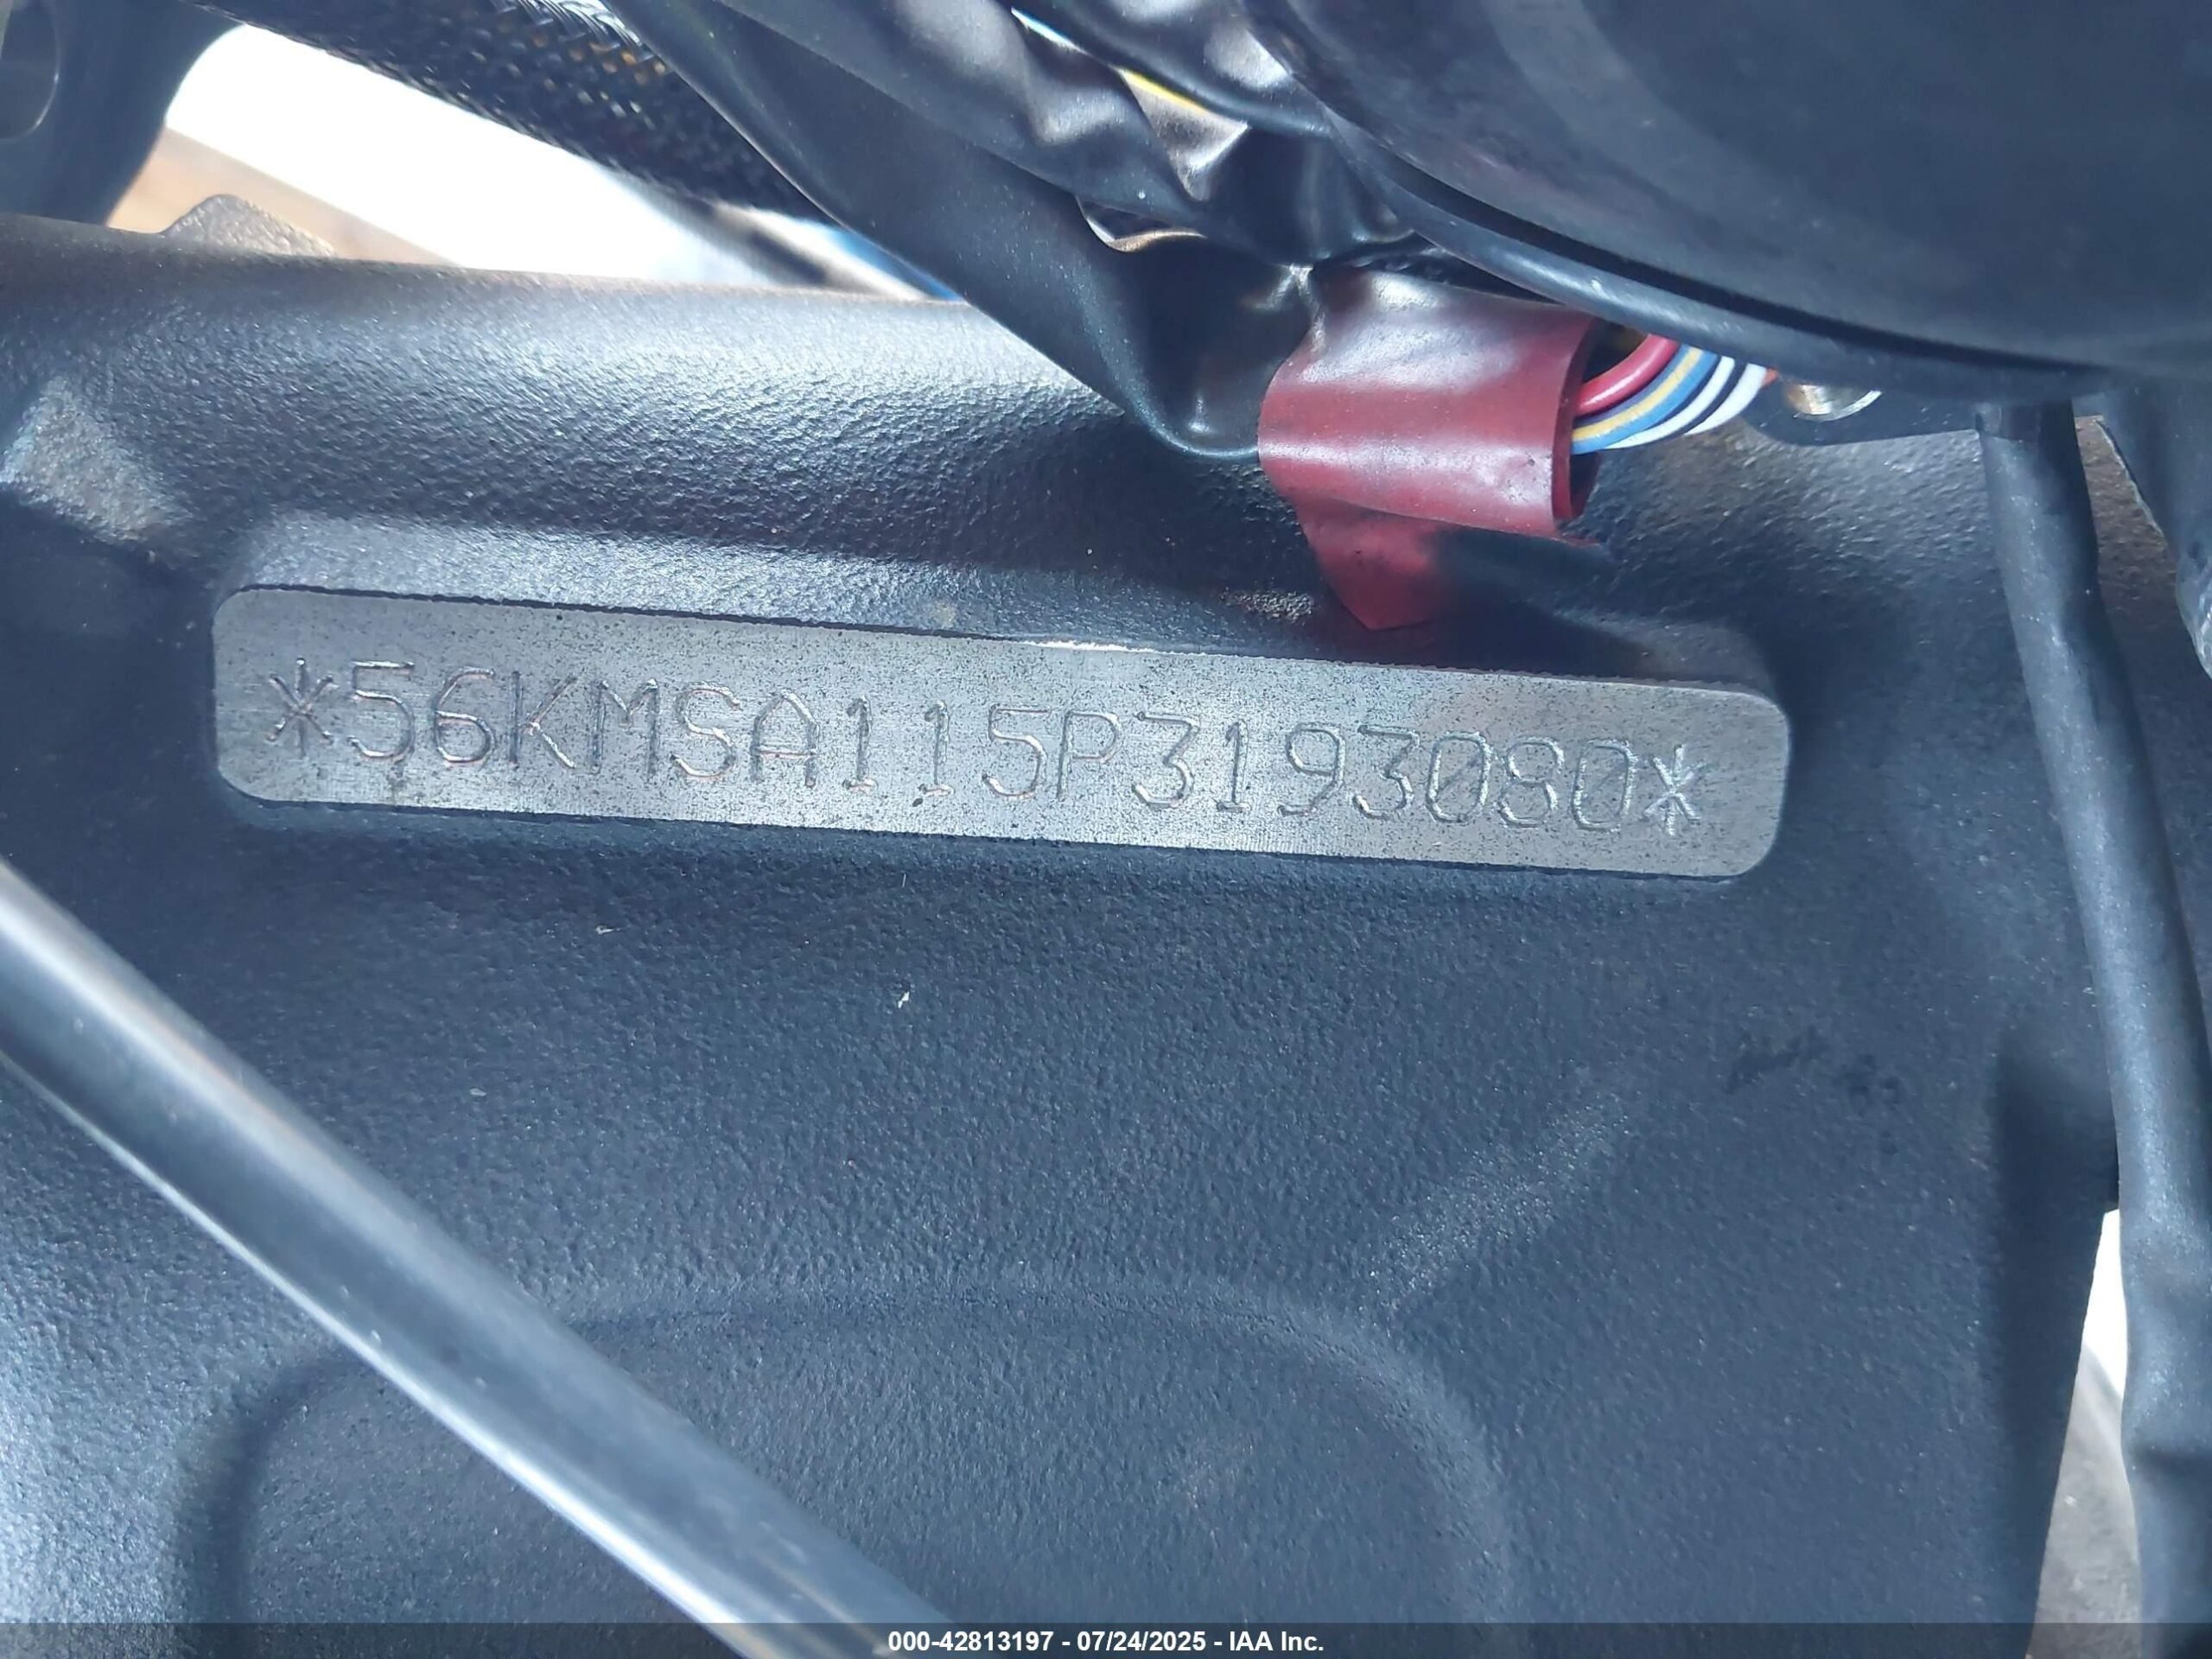 *56KMSA115P3193080*
000-42813197 - 07/24/2025 - IAA Inc.